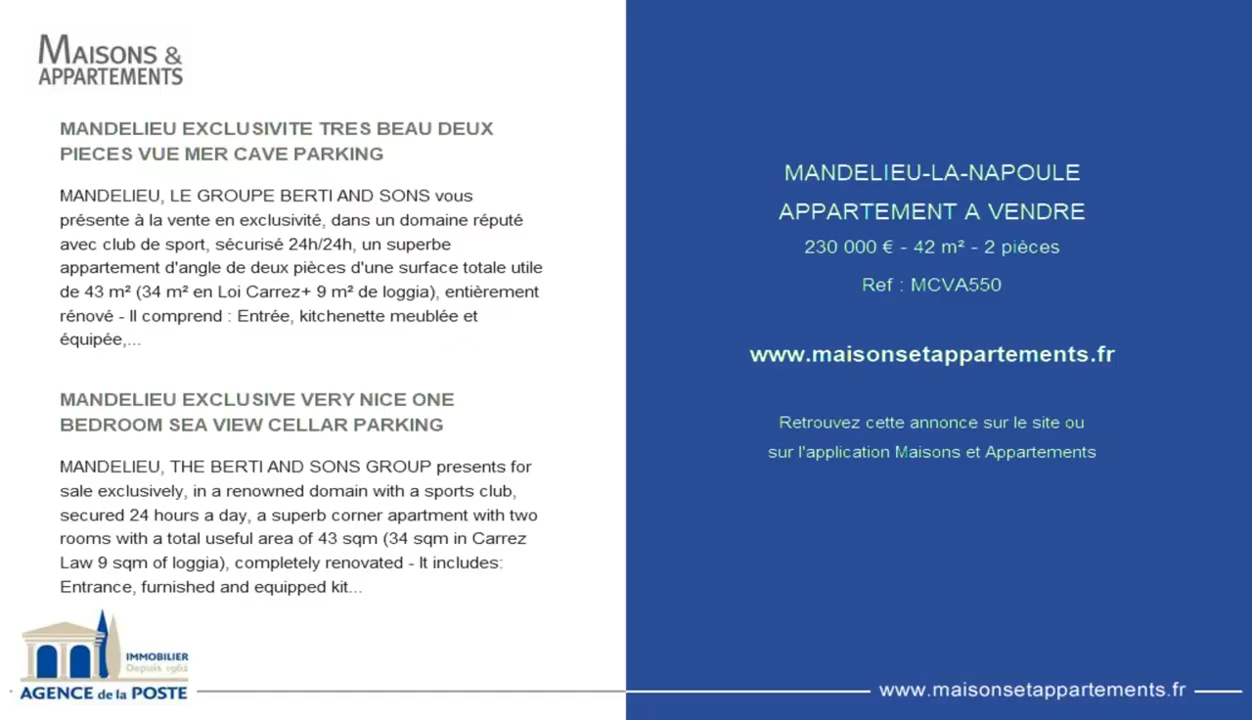 MAISONS &
APPARTEMENTS
MANDELIEU EXCLUSIVITE TRES BEAU DEUX
PIECES VUE MER CAVE PARKING
MANDELIEU, LE GROUPE BERTI AND SONS vous
présente à la vente en exclusivité, dans un domaine réputé
avec club de sport, sécurisé 24h/24h, un superbe
appartement d'angle de deux pièces d'une surface totale utile
de 43 m² (34 m² en Loi Carrez+ 9 m² de loggia), entièrement
rénové - Il comprend : Entrée, kitchenette meublée et
équipée,...
MANDELIEU EXCLUSIVE VERY NICE ONE
BEDROOM SEA VIEW CELLAR PARKING
MANDELIEU, THE BERTI AND SONS GROUP presents for
sale exclusively, in a renowned domain with a sports club,
secured 24 hours a day, a superb corner apartment with two
rooms with a total useful area of 43 sqm (34 sqm in Carrez
Law 9 sqm of loggia), completely renovated - It includes:
Entrance, furnished and equipped kit...
IMMOBILIER
Depuis 1962
AGENCE de la POSTE
MANDELIEU-LA-NAPOULE
APPARTEMENT A VENDRE
230 000 € - 42 m² - 2 pièces
Ref : MCVA550
www.maisonsetappartements.fr
Retrouvez cette annonce sur le site ou
sur l'application Maisons et Appartements
www.maisonsetappartements.fr